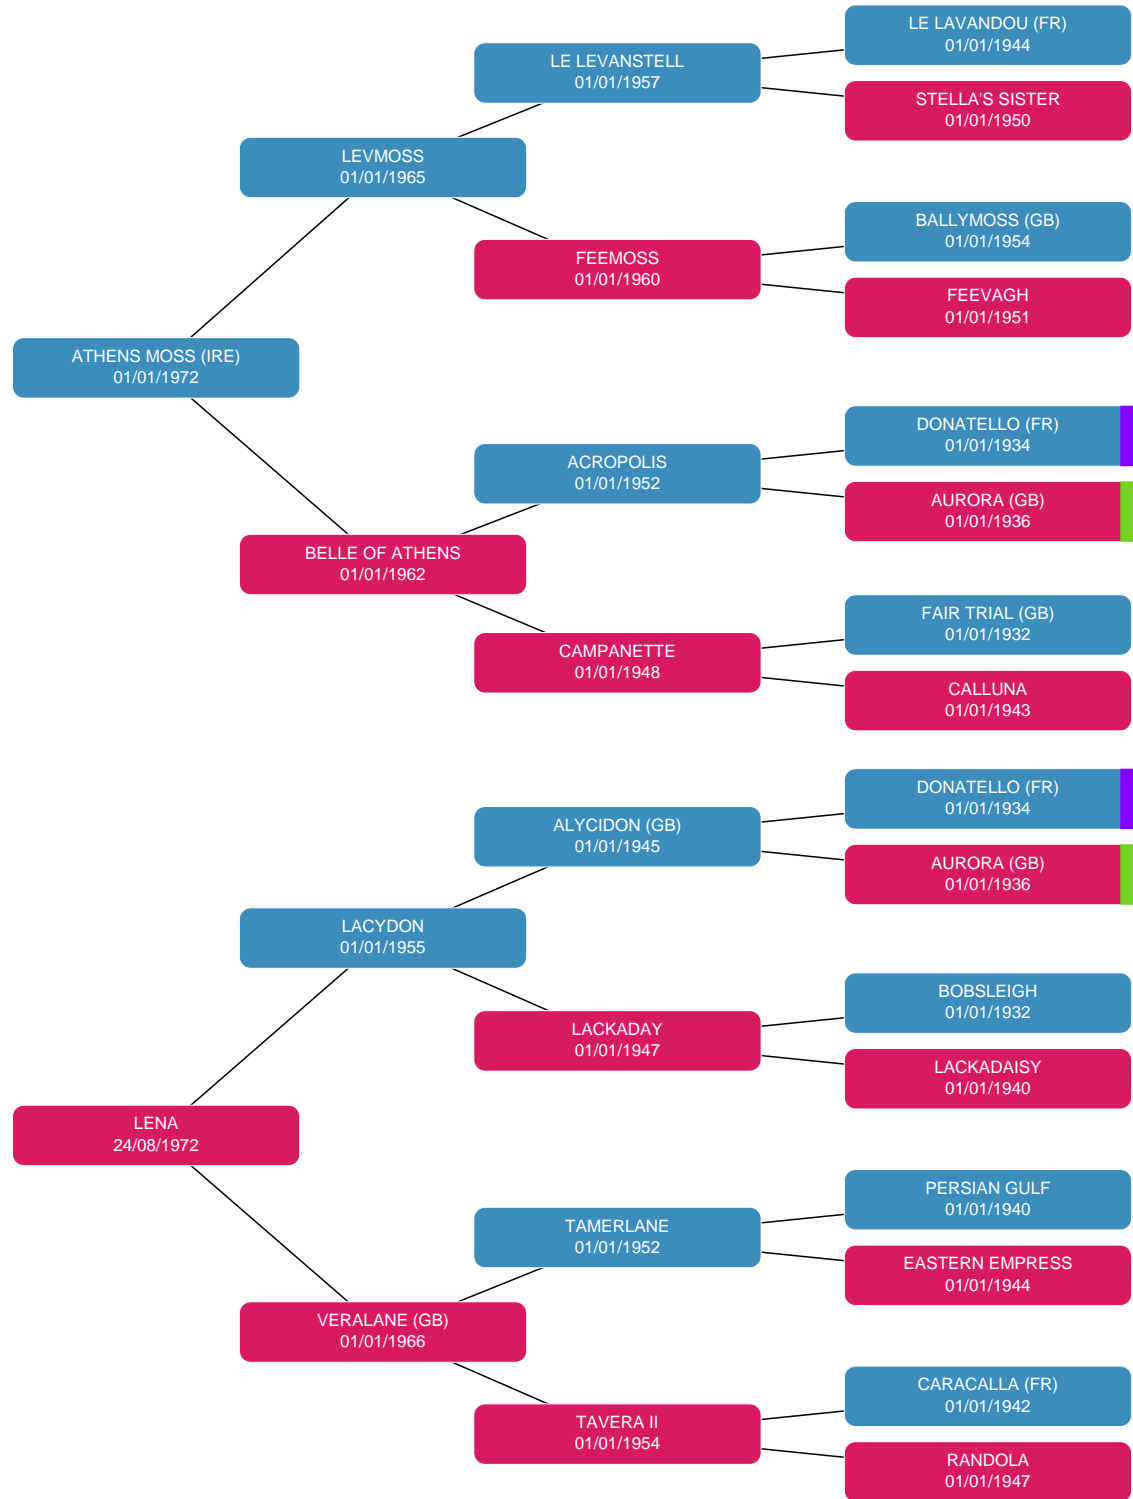 LE LAVANDOU (FR)
01/01/1944
LE LEVANSTELL
01/01/1957
STELLA'S SISTER
01/01/1950
LEVMOSS
01/01/1965
BALLYMOSS (GB)
01/01/1954
FEEMOSS
01/01/1960
FEEVAGH
01/01/1951
ATHENS MOSS (IRE)
01/01/1972
DONATELLO (FR)
01/01/1934
ACROPOLIS
01/01/1952
AURORA (GB)
01/01/1936
BELLE OF ATHENS
01/01/1962
FAIR TRIAL (GB)
01/01/1932
CAMPANETTE
01/01/1948
CALLUNA
01/01/1943
DONATELLO (FR)
01/01/1934
ALYCIDON (GB)
01/01/1945
AURORA (GB)
01/01/1936
LACYDON
01/01/1955
BOBSLEIGH
01/01/1932
LACKADAY
01/01/1947
LACKADAISY
01/01/1940
LENA
24/08/1972
PERSIAN GULF
01/01/1940
TAMERLANE
01/01/1952
EASTERN EMPRESS
01/01/1944
VERALANE (GB)
01/01/1966
CARACALLA (FR)
01/01/1942
TAVERA II
01/01/1954
RANDOLA
01/01/1947